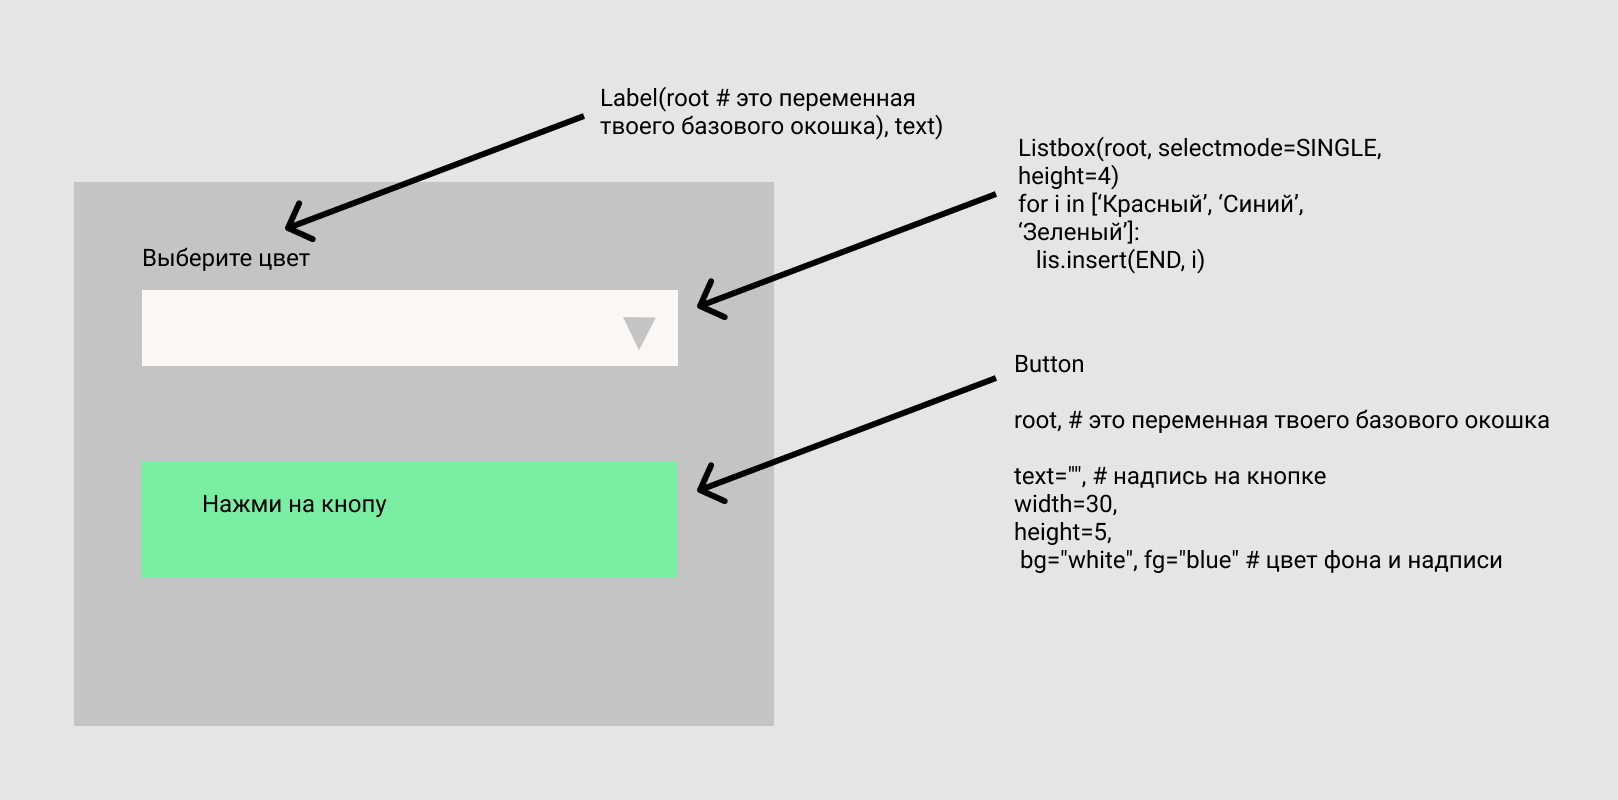 Label(root # это переменная
твоего базового окошка), text)
Listbox(root, selectmode=SINGLE,
height=4)
for i in [‘Красный’, ‘Синий’,
‘Зеленый’]:
lis.insert(END, i)
Выберите цвет
Button
root, # это переменная твоего базового окошка
text="", # надпись на кнопке
width=30,
height=5,
bg="white", fg="blue" # цвет фона и надписи
Нажми на кнопу